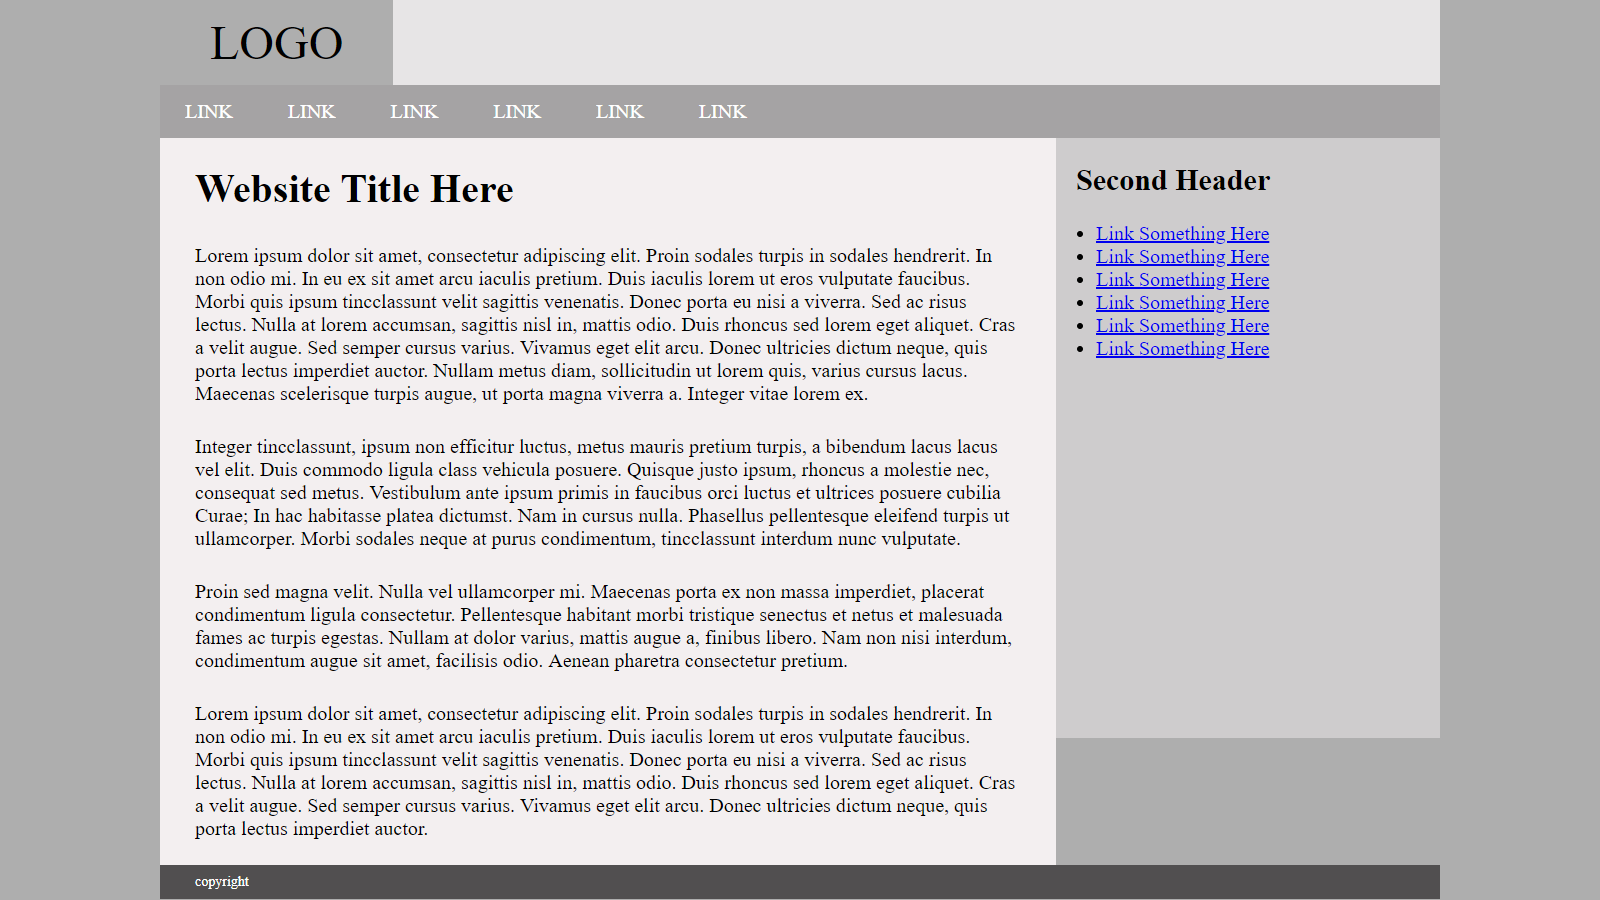 LOGO
LINK LINK LINK LINK LINK LINK
Website Title Here
Lorem ipsum dolor sit amet, consectetur adipiscing elit. Proin sodales turpis in sodales hendrerit. In
non odio mi. In eu ex sit amet arcu iaculis pretium. Duis iaculis lorem ut eros vulputate faucibus.
Morbi quis ipsum tincclassunt velit sagittis venenatis. Donec porta eu nisi a viverra. Sed ac risus
lectus. Nulla at lorem accumsan, sagittis nisl in, mattis odio. Duis rhoncus sed lorem eget aliquet. Cras
a velit augue. Sed semper cursus varius. Vivamus eget elit arcu. Donec ultricies dictum neque, quis
porta lectus imperdiet auctor. Nullam metus diam, sollicitudin ut lorem quis, varius cursus lacus.
Maecenas scelerisque turpis augue, ut porta magna viverra a. Integer vitae lorem ex.
Integer tincclassunt, ipsum non efficitur luctus, metus mauris pretium turpis, a bibendum lacus lacus
vel elit. Duis commodo ligula class vehicula posuere. Quisque justo ipsum, rhoncus a molestie nec,
consequat sed metus. Vestibulum ante ipsum primis in faucibus orci luctus et ultrices posuere cubilia
Curae; In hac habitasse platea dictumst. Nam in cursus nulla. Phasellus pellentesque eleifend turpis ut
ullamcorper. Morbi sodales neque at purus condimentum, tincclassunt interdum nunc vulputate.
Proin sed magna velit. Nulla vel ullamcorper mi. Maecenas porta ex non massa imperdiet, placerat
condimentum ligula consectetur. Pellentesque habitant morbi tristique senectus et netus et malesuada
fames ac turpis egestas. Nullam at dolor varius, mattis augue a, finibus libero. Nam non nisi interdum,
condimentum augue sit amet, facilisis odio. Aenean pharetra consectetur pretium.
Lorem ipsum dolor sit amet, consectetur adipiscing elit. Proin sodales turpis in sodales hendrerit. In
non odio mi. In eu ex sit amet arcu iaculis pretium. Duis iaculis lorem ut eros vulputate faucibus.
Morbi quis ipsum tincclassunt velit sagittis venenatis. Donec porta eu nisi a viverra. Sed ac risus
lectus. Nulla at lorem accumsan, sagittis nisl in, mattis odio. Duis rhoncus sed lorem eget aliquet. Cras
a velit augue. Sed semper cursus varius. Vivamus eget elit arcu. Donec ultricies dictum neque, quis
porta lectus imperdiet auctor.
Second Header
Link Something Here
Link Something Here
Link Something Here
Link Something Here
Link Something Here
Link Something Here
copyright